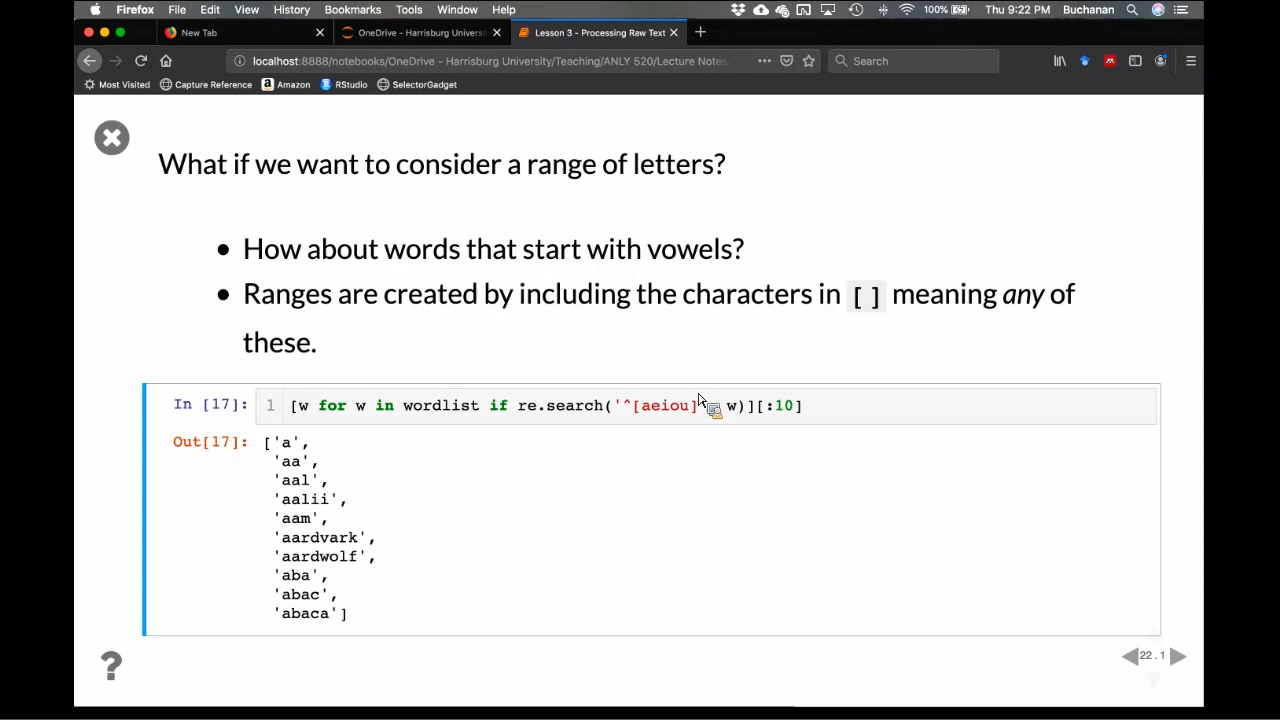 Firefox File Edit View History Bookmarks Tools Window Help 100% Thu 9:22 PM Buchanan
New Tab × OneDrive - Harrisburg Universi × Lesson 3 - Processing Raw Text × +
localhost:8888/notebooks/OneDrive - Harrisburg University/Teaching/ANLY 520/Lecture Notes ••• Search
Most Visited Capture Reference Amazon RStudio SelectorGadget
What if we want to consider a range of letters?
• How about words that start with vowels?
• Ranges are created by including the characters in [ ] meaning any of
these.
In [17]: 1 [w for w in wordlist if re.search('^[aeiou] w)][:10]
Out[17]: ['a',
'aa',
'aal',
'aalii',
'aam',
'aardvark',
'aardwolf',
'aba',
'abac',
'abaca']
?
22.1